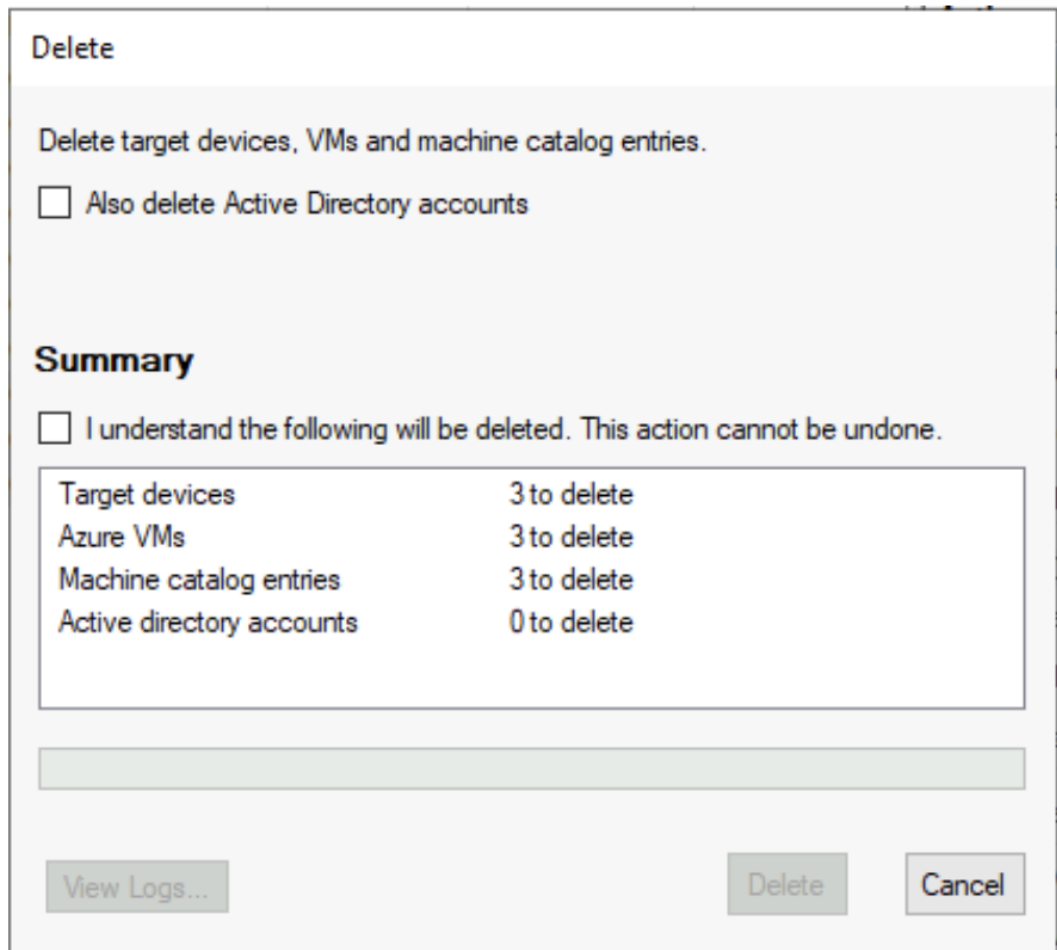 Delete
Delete target devices, VMs and machine catalog entries.
Also delete Active Directory accounts
Summary
I understand the following will be deleted. This action cannot be undone.
Target devices 3 to delete
Azure VMs 3 to delete
Machine catalog entries 3 to delete
Active directory accounts 0 to delete
View Logs... Delete Cancel